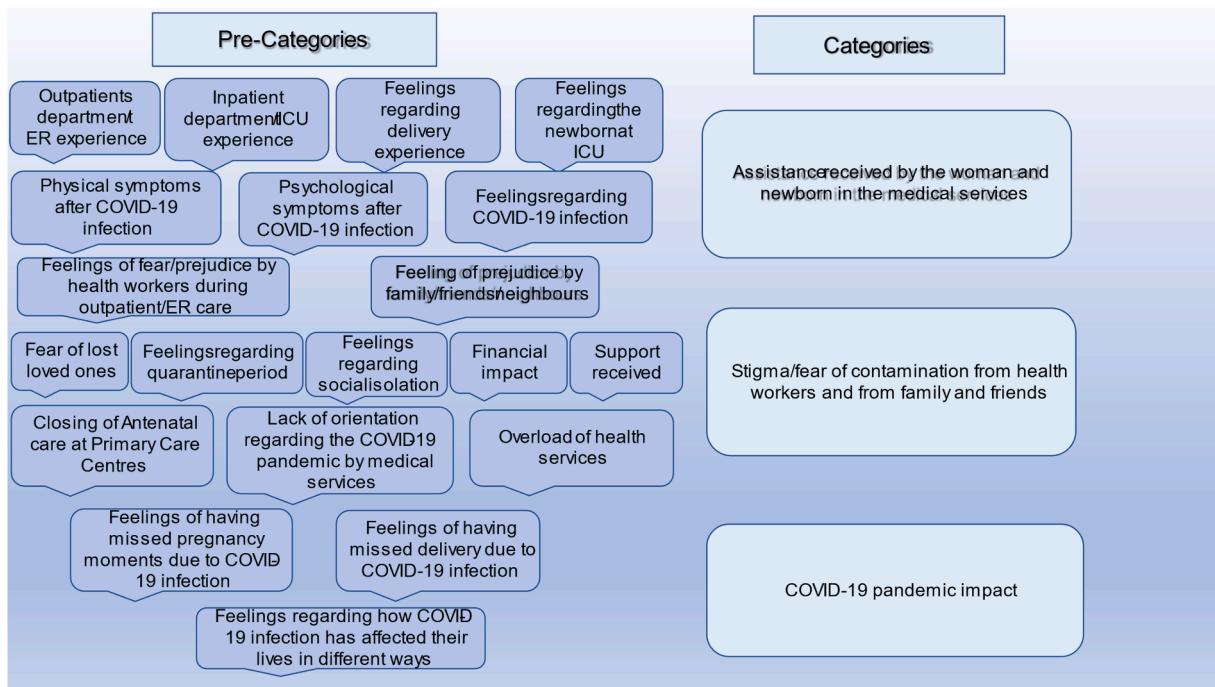 Pre-Categories
Categories
Outpatients
department/
ER experience
Inpatient
department/ICU
experience
Feelings
regarding
delivery
experience
Feelings
regardingthe
newbornat
ICU
Physical symptoms
after COVID-19
infection
Psychological
symptoms after
COVID-19 infection
Feelingsregarding
COVID-19 infection
Feelings of fear/prejudice by
health workers during
outpatient/ER care
Feeling of prejudice by
family/friends/neighbours
Fear of lost
loved ones
Feelingsregarding
quarantineperiod
Feelings
regarding
socialisolation
Financial
impact
Support
received
Closing of Antenatal
care at Primary Care
Centres
Lack of orientation
regarding the COVID-19
pandemic by medical
services
Overload of health
services
Feelings of having
missed pregnancy
moments due to COVID-
19 infection
Feelings of having
missed delivery due to
COVID-19 infection
Feelings regarding how COVID-
19 infection has affected their
lives in different ways
Assistance received by the woman and
newborn in the medical services
Stigma/fear of contamination from health
workers and from family and friends
COVID-19 pandemic impact